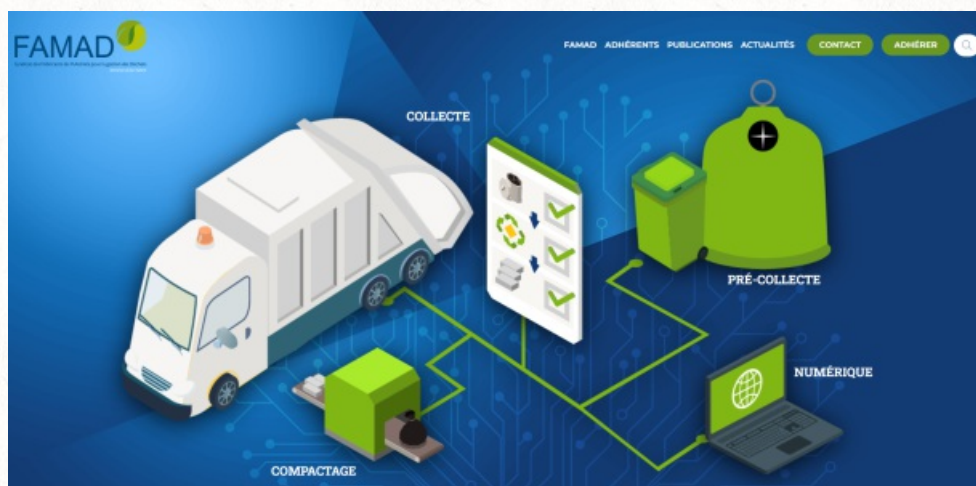 FAMAD
FAMAD ADHÉRENTS PUBLICATIONS ACTUALITÉS CONTACT ADHÉRER
COLLECTE
PRÉ-COLLECTE
NUMÉRIQUE
COMPACTAGE